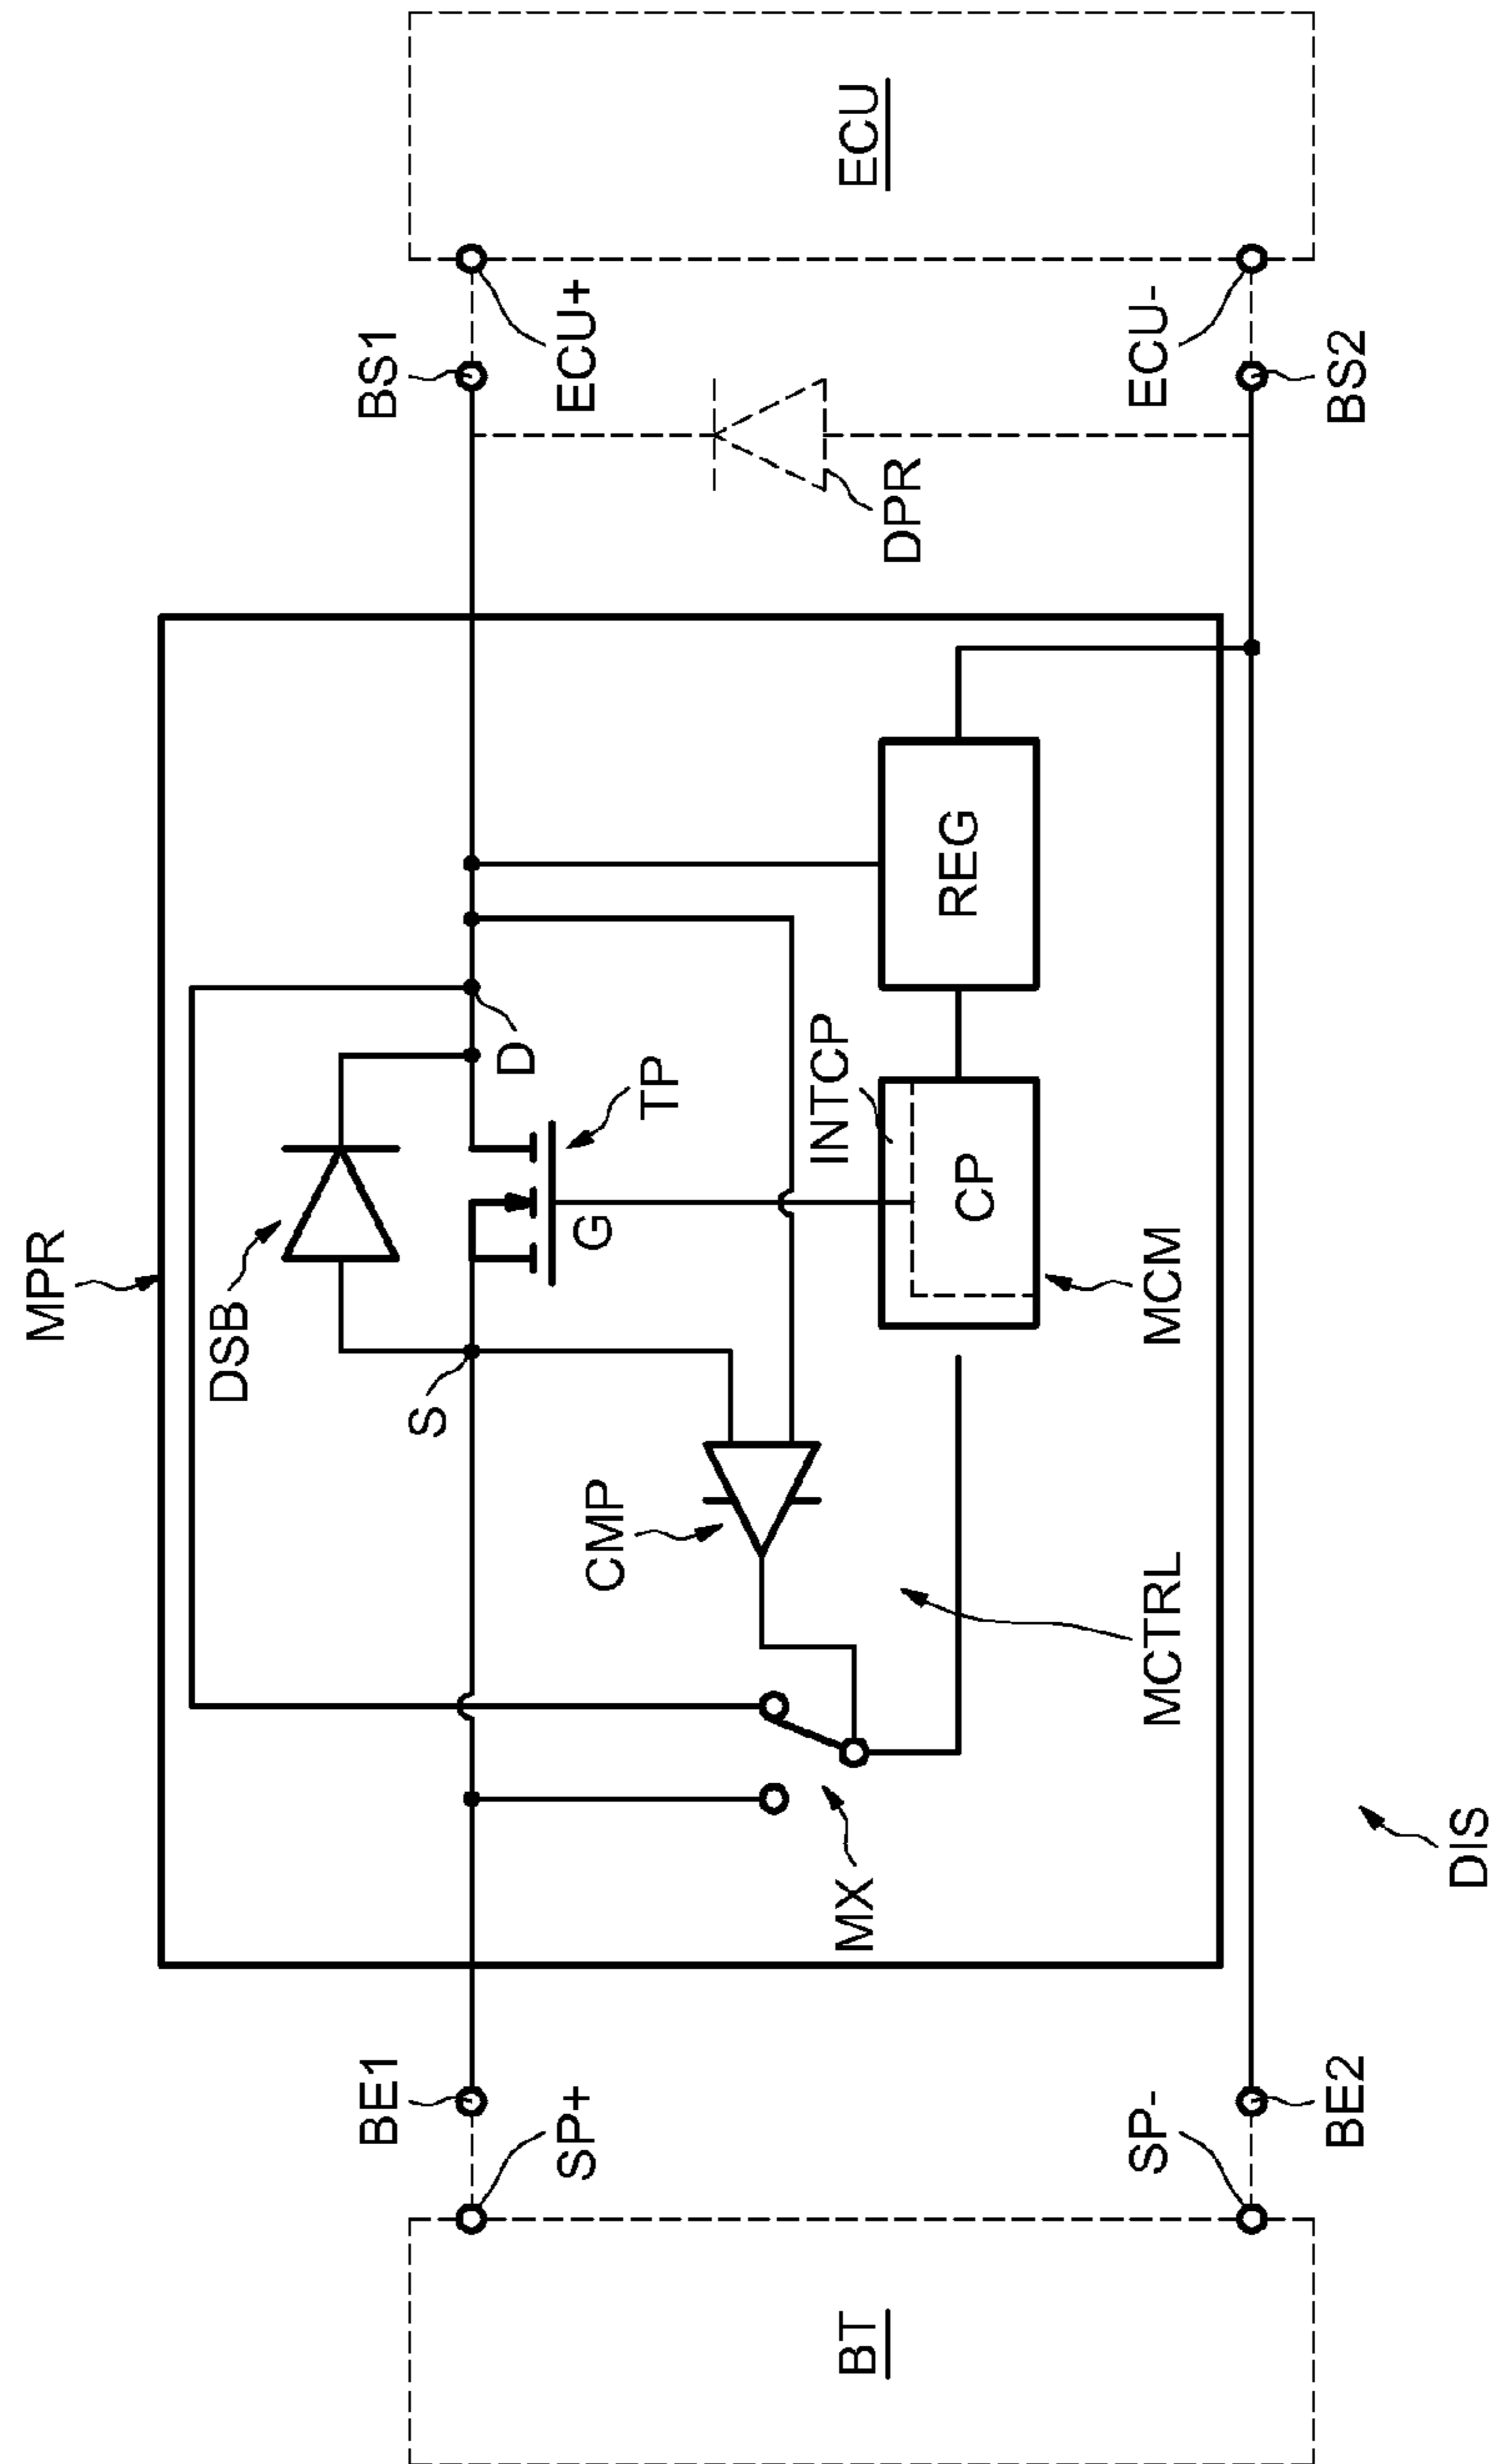 MPR
DSB
BE1
S
D
BS1
SP+
CMP
G
TP
ECU+
BT
MX
INTCP
DPR
ECU
CP
REG
SP-
MCTRL
MCM
ECU-
BE2
BS2
DIS